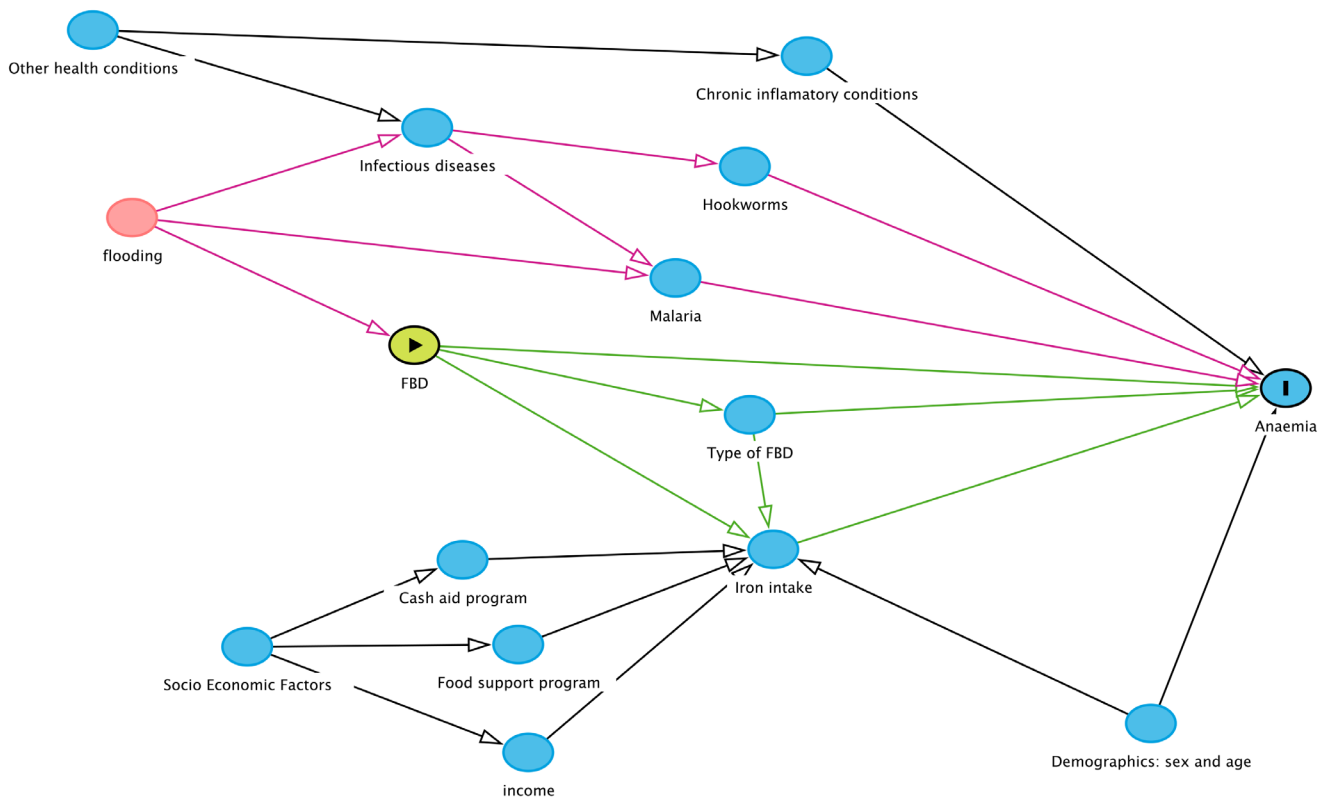 Other health conditions
Chronic inflamatory conditions
Infectious diseases
Hookworms
flooding
Malaria
FBD
Anaemia
Type of FBD
Iron intake
Cash aid program
Socio Economic Factors
Food support program
Demographics: sex and age
income